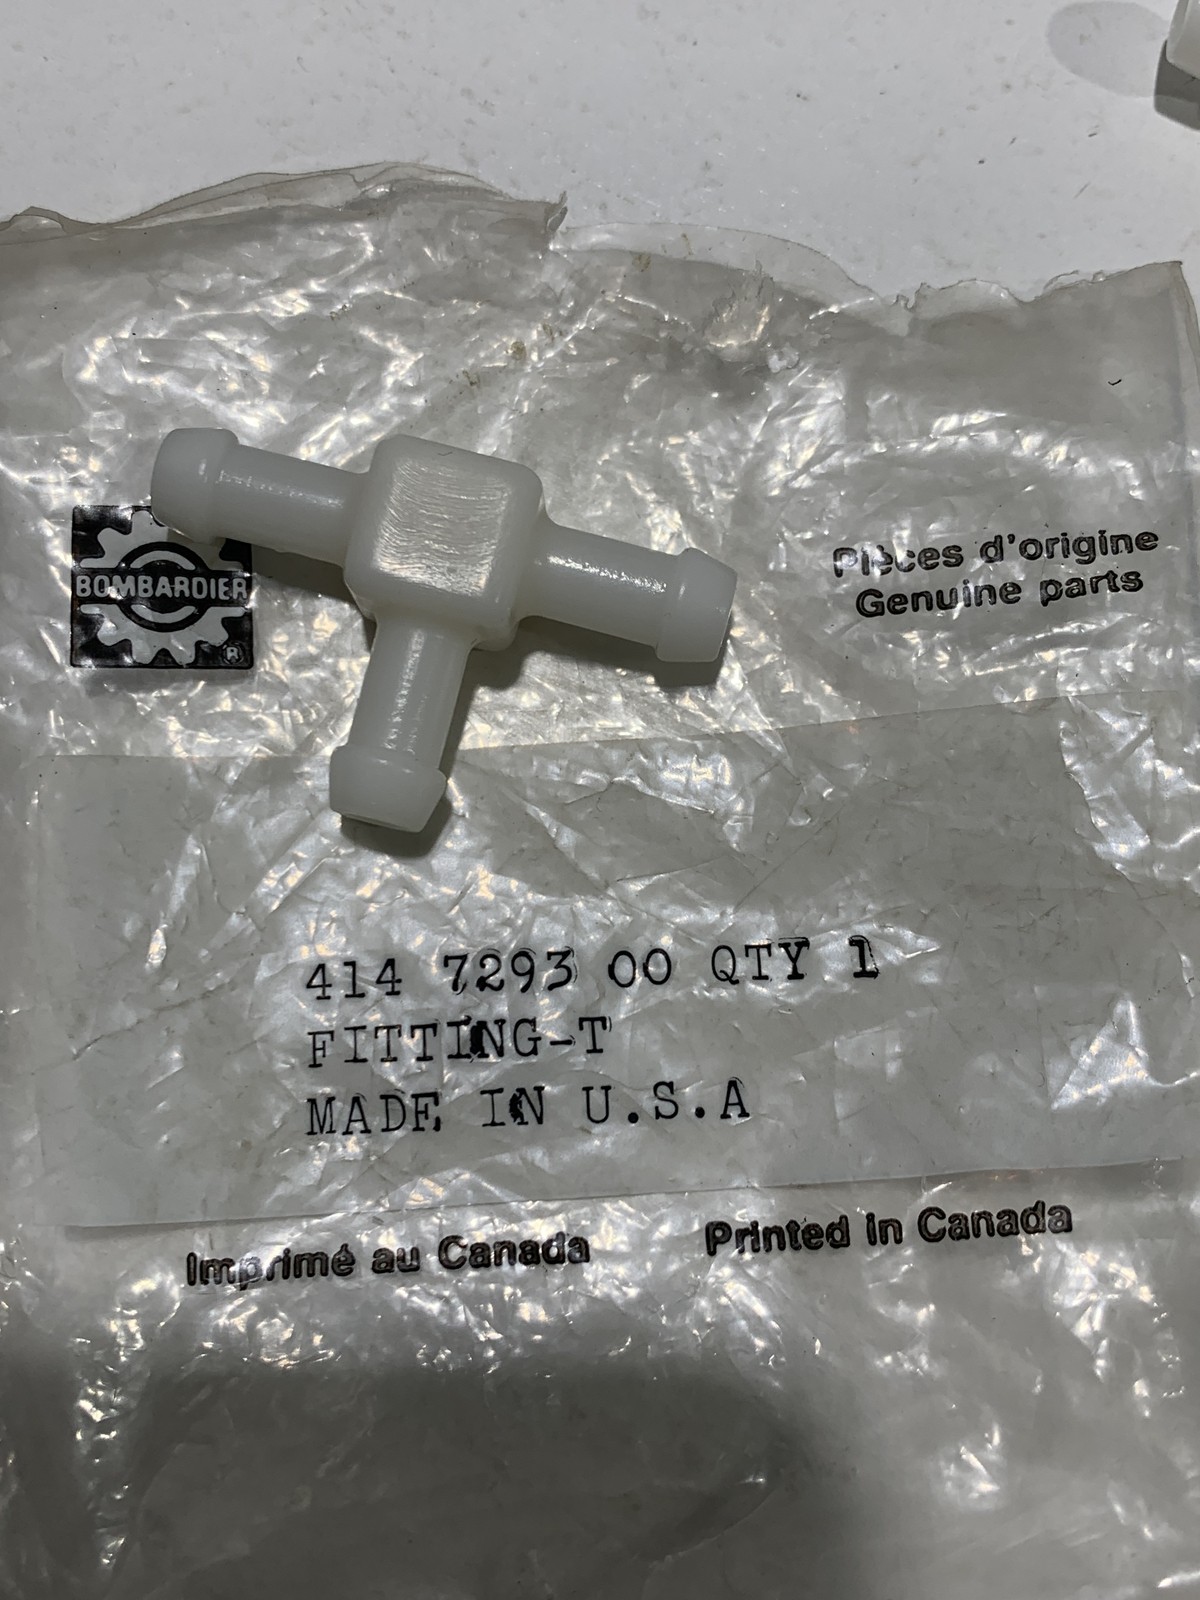 BOMBARDIER
®
Pièces d'origine
Genuine parts
414 7293 00 QTY 1
FITTING-T
MADE IN U.S.A
Imprimé au Canada
Printed in Canada